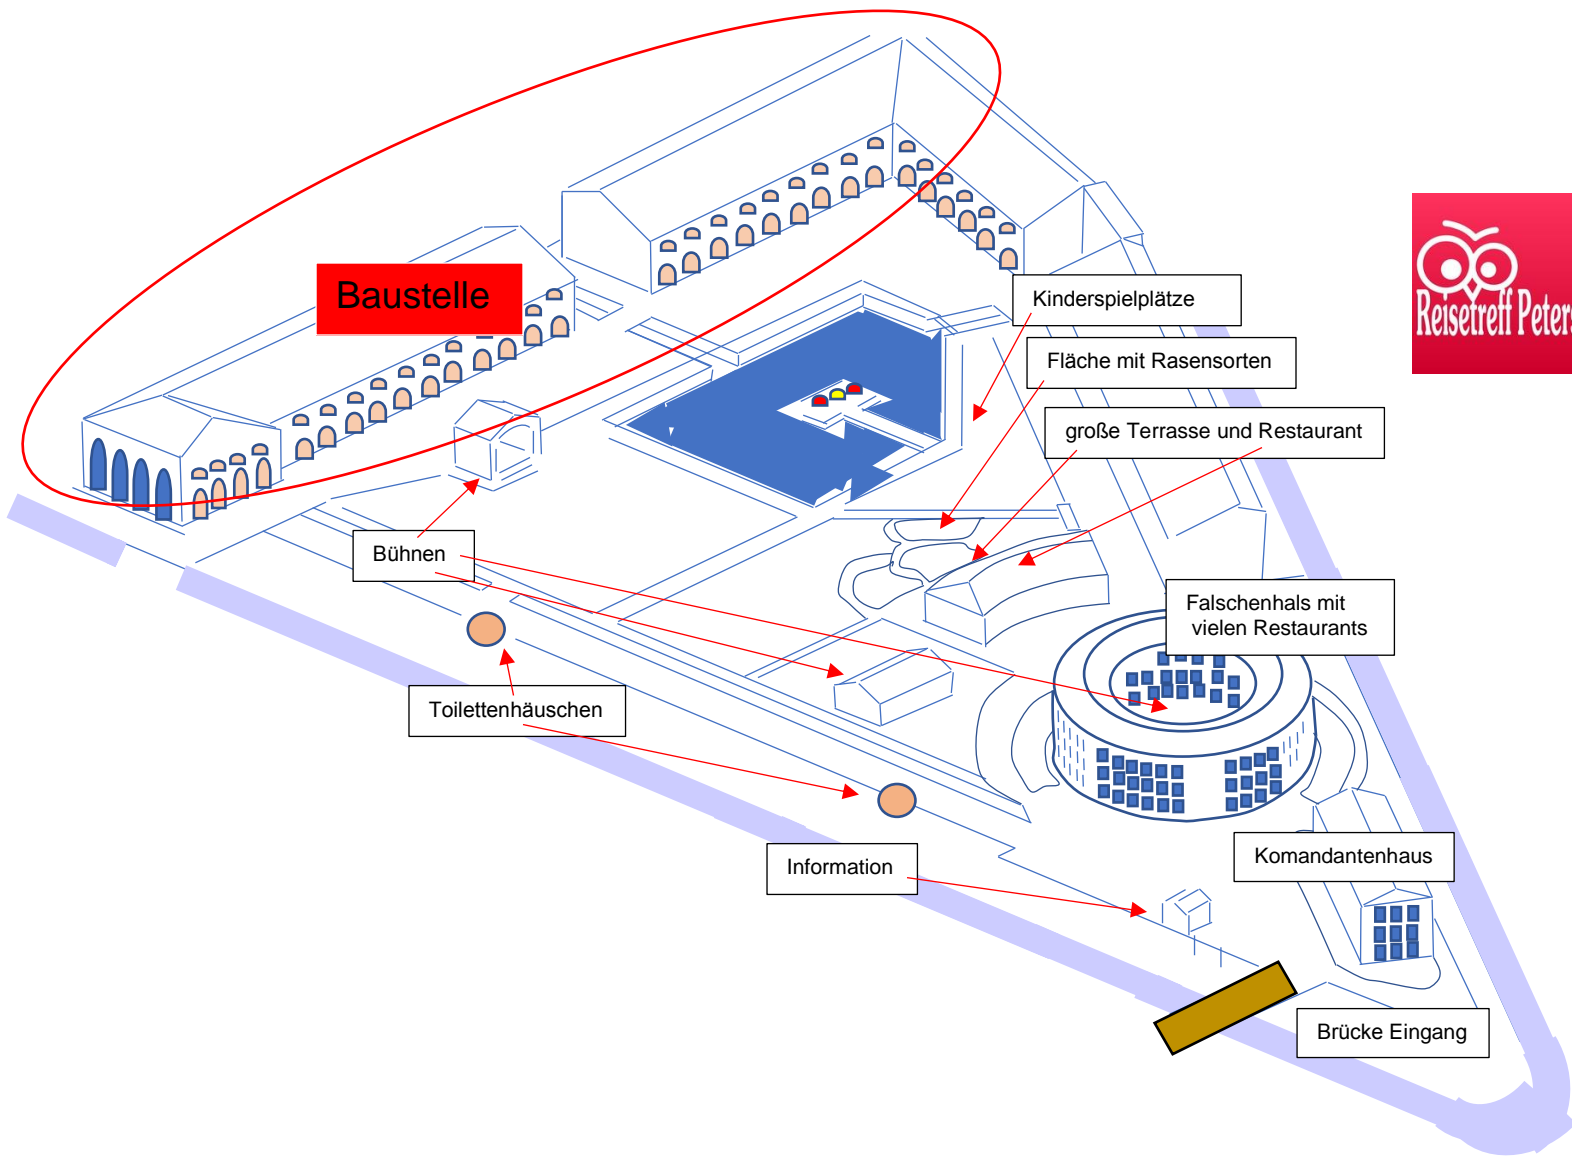 Baustelle
Kinderspielplätze
Reisetreff Peters
Fläche mit Rasensorten
große Terrasse und Restaurant
Bühnen
Falschenhals mit
vielen Restaurants
Toilettenhäuschen
Information
Komandantenhaus
Brücke Eingang